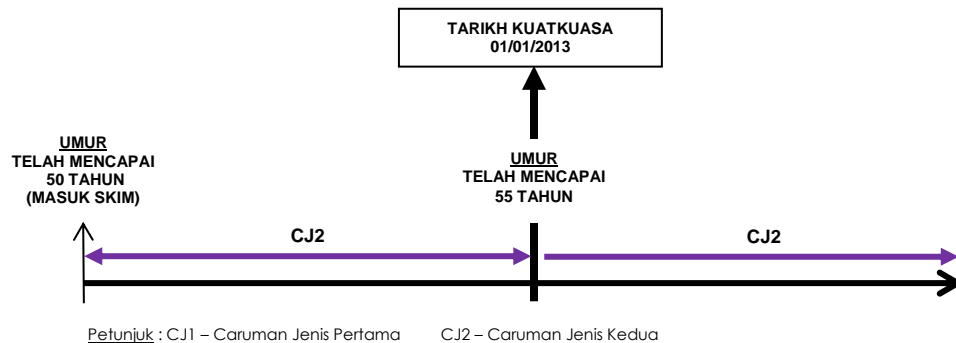 TARIKH KUATKUASA
01/01/2013
UMUR
TELAH MENCAPAI
50 TAHUN
(MASUK SKIM)
UMUR
TELAH MENCAPAI
55 TAHUN
CJ2
CJ2
Petunjuk : CJ1 – Caruman Jenis Pertama CJ2 – Caruman Jenis Kedua